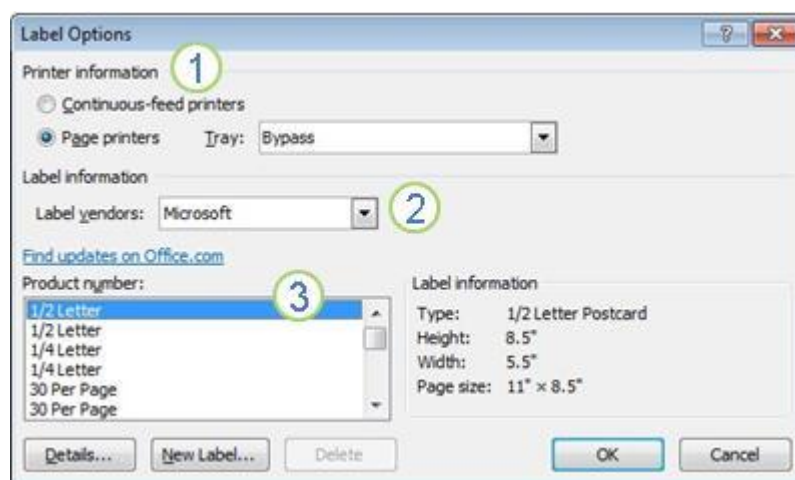 Label Options
Printer information 1
Continuous-feed printers
Page printers Tray: Bypass
Label information
Label vendors: Microsoft 2
Find updates on Office.com
Product number: 3
1/2 Letter
1/2 Letter
1/4 Letter
1/4 Letter
30 Per Page
30 Per Page
Label information
Type: 1/2 Letter Postcard
Height: 8.5"
Width: 5.5"
Page size: 11" × 8.5"
Details... New Label... Delete OK Cancel